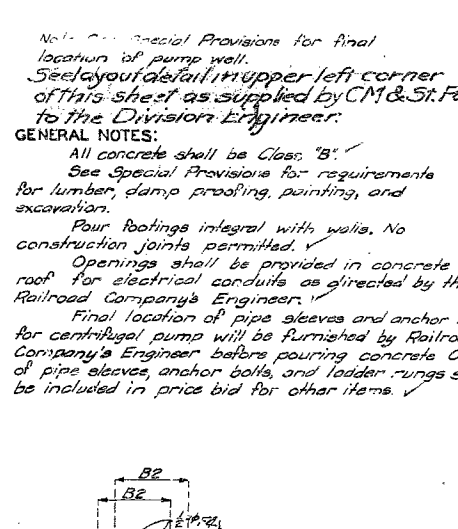 Special Provisions for final
location of pump well.
See layout detail in upper left corner
of this sheet as supplied by CM & St. P
to the Division Engineer.
GENERAL NOTES:
All concrete shall be Class "B".
See Special Provisions for requirements
for lumber, damp proofing, painting, and
excavation.
Pour footings integral with walls. No
construction joints permitted.
Openings shall be provided in concrete
roof for electrical conduits as directed by th
Railroad Company's Engineer.
Final location of pipe sleeves and anchor
for centrifugal pump will be furnished by Railro
Company's Engineer before pouring concrete C
of pipe sleeves, anchor bolts, and ladder rungs s
be included in price bid for other items.
B2
B2